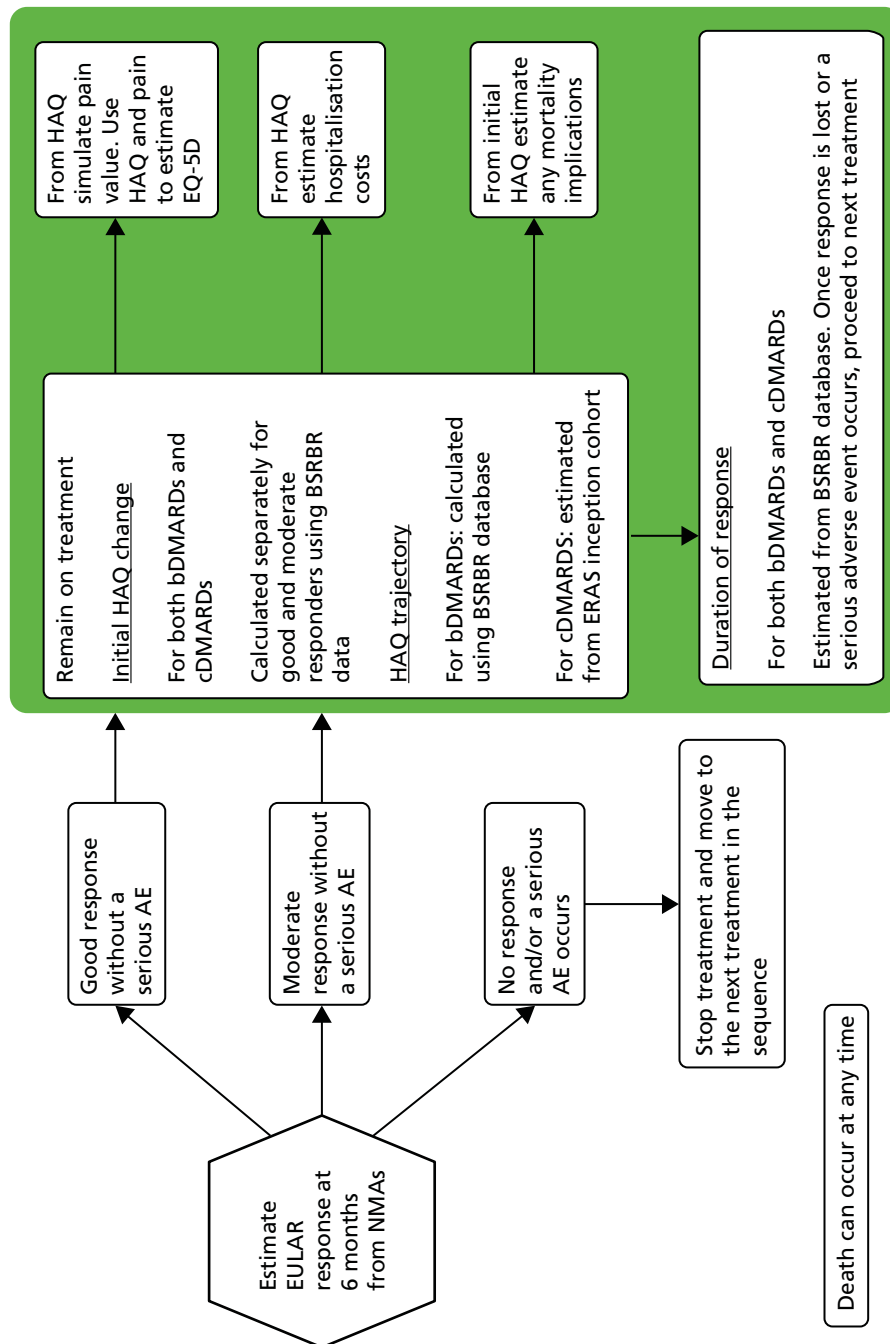 Estimate
EULAR
response at
6 months
from NMAs
Good response
without a
serious AE
Moderate
response without
a serious AE
No response
and/or a serious
AE occurs
Stop treatment and move to
the next treatment in the
sequence
Death can occur at any time
Remain on treatment
Initial HAQ change
For both bDMARDs and
cDMARDs
Calculated separately for
good and moderate
responders using BSRBR
data
HAQ trajectory
For bDMARDs: calculated
using BSRBR database
For cDMARDS: estimated
from ERAS inception cohort
From HAQ
simulate pain
value. Use
HAQ and pain
to estimate
EQ-5D
From HAQ
estimate
hospitalisation
costs
From initial
HAQ estimate
any mortality
implications
Duration of response
For both bDMARDs and cDMARDs
Estimated from BSRBR database. Once response is lost or a
serious adverse event occurs, proceed to next treatment